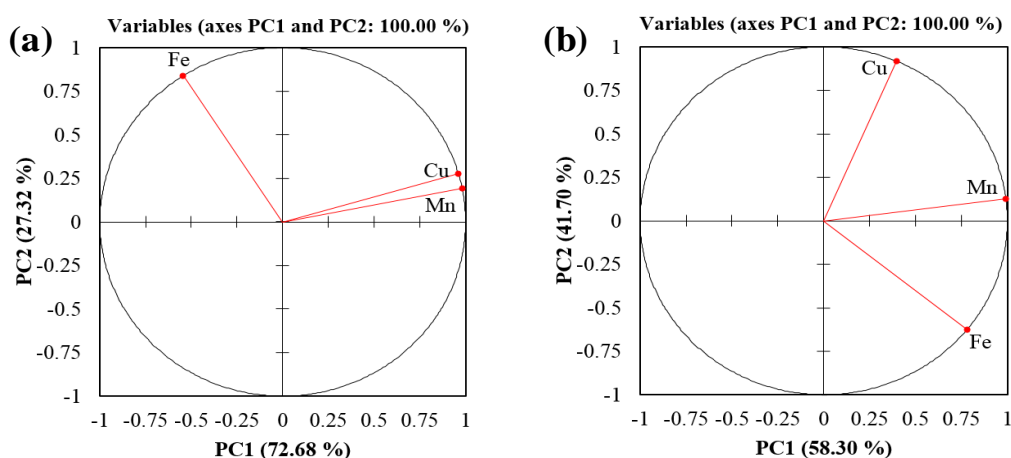 (a)
Variables (axes PC1 and PC2: 100.00 %)
PC2 (27.32 %)
1
0.75
0.5
0.25
0
-0.25
-0.5
-0.75
-1
Fe
Cu
Mn
-1 -0.75 -0.5 -0.25 0 0.25 0.5 0.75 1
PC1 (72.68 %)
(b)
Variables (axes PC1 and PC2: 100.00 %)
PC2 (41.70 %)
1
0.75
0.5
0.25
0
-0.25
-0.5
-0.75
-1
Cu
Mn
Fe
-1 -0.75 -0.5 -0.25 0 0.25 0.5 0.75 1
PC1 (58.30 %)